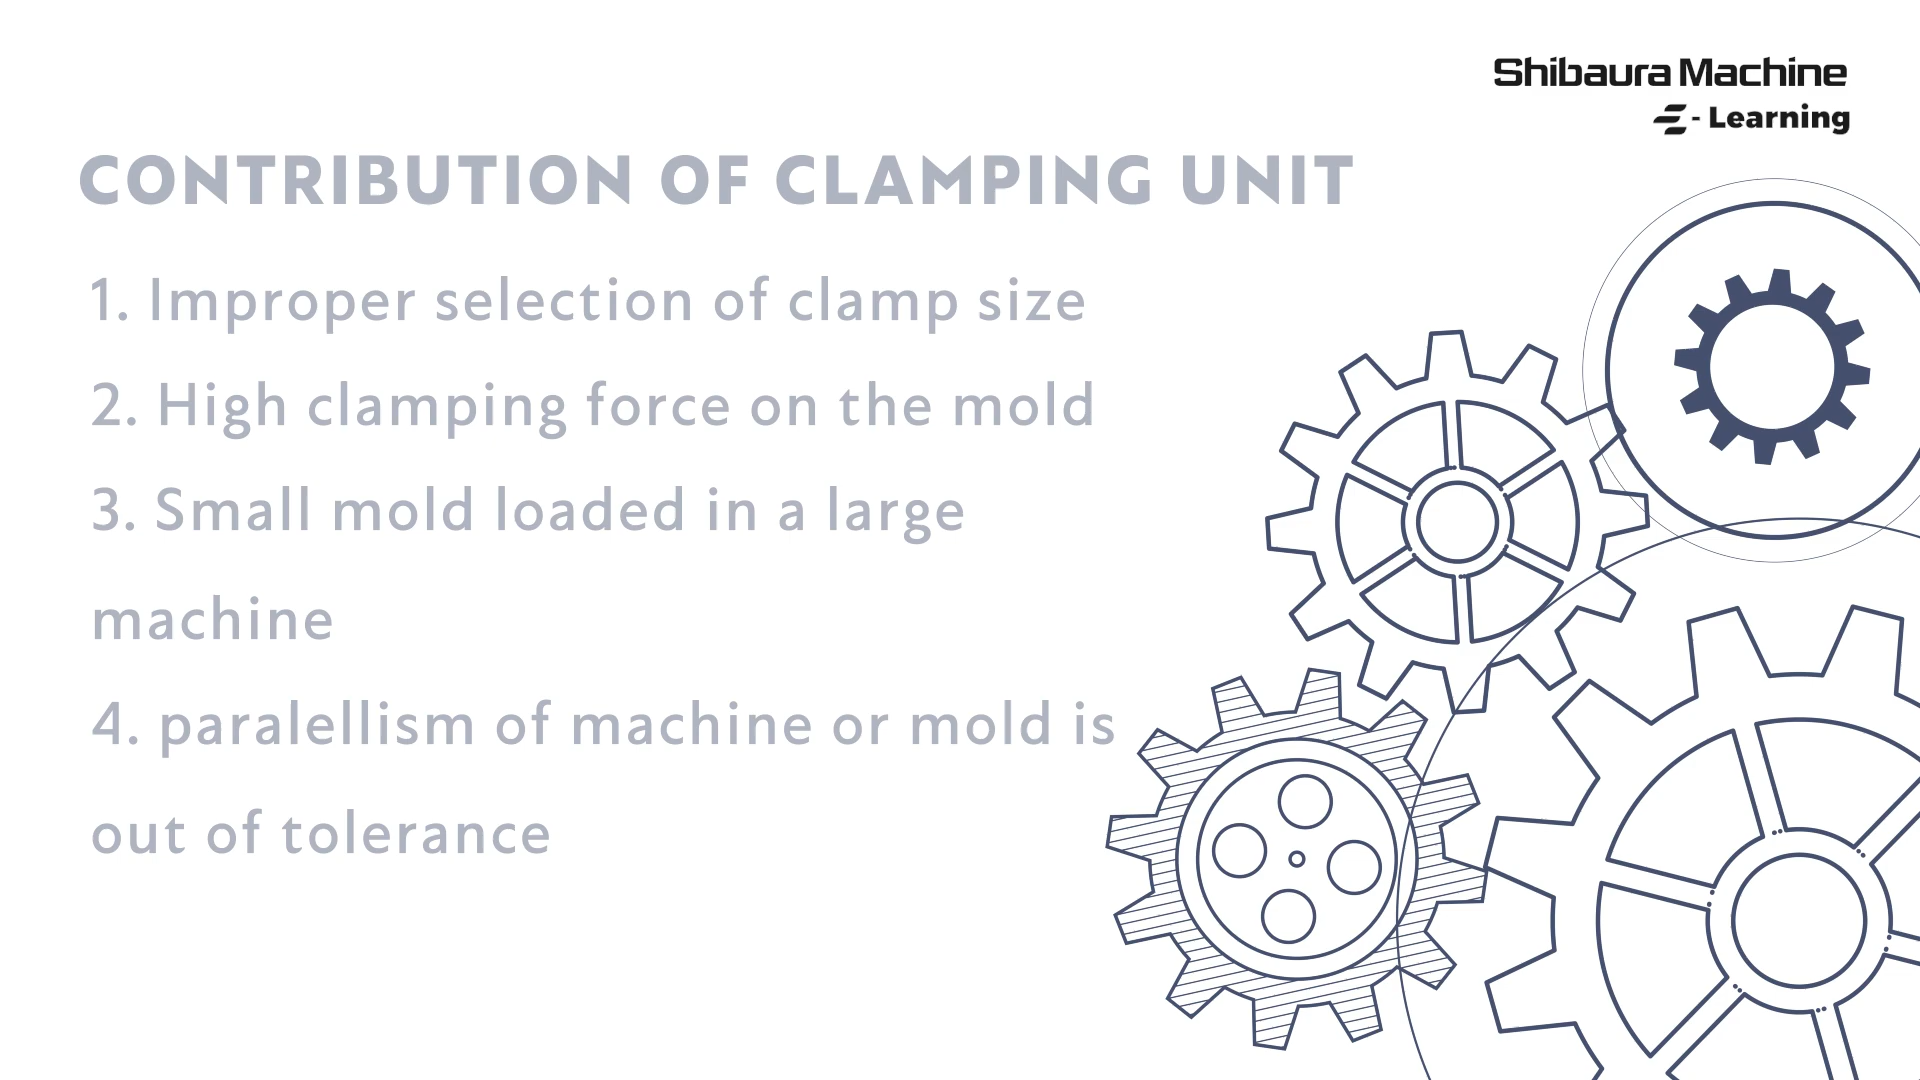 Shibaura Machine
E - Learning
CONTRIBUTION OF CLAMPING UNIT
1. Improper selection of clamp size
2. High clamping force on the mold
3. Small mold loaded in a large
machine
4. paralellism of machine or mold is
out of tolerance